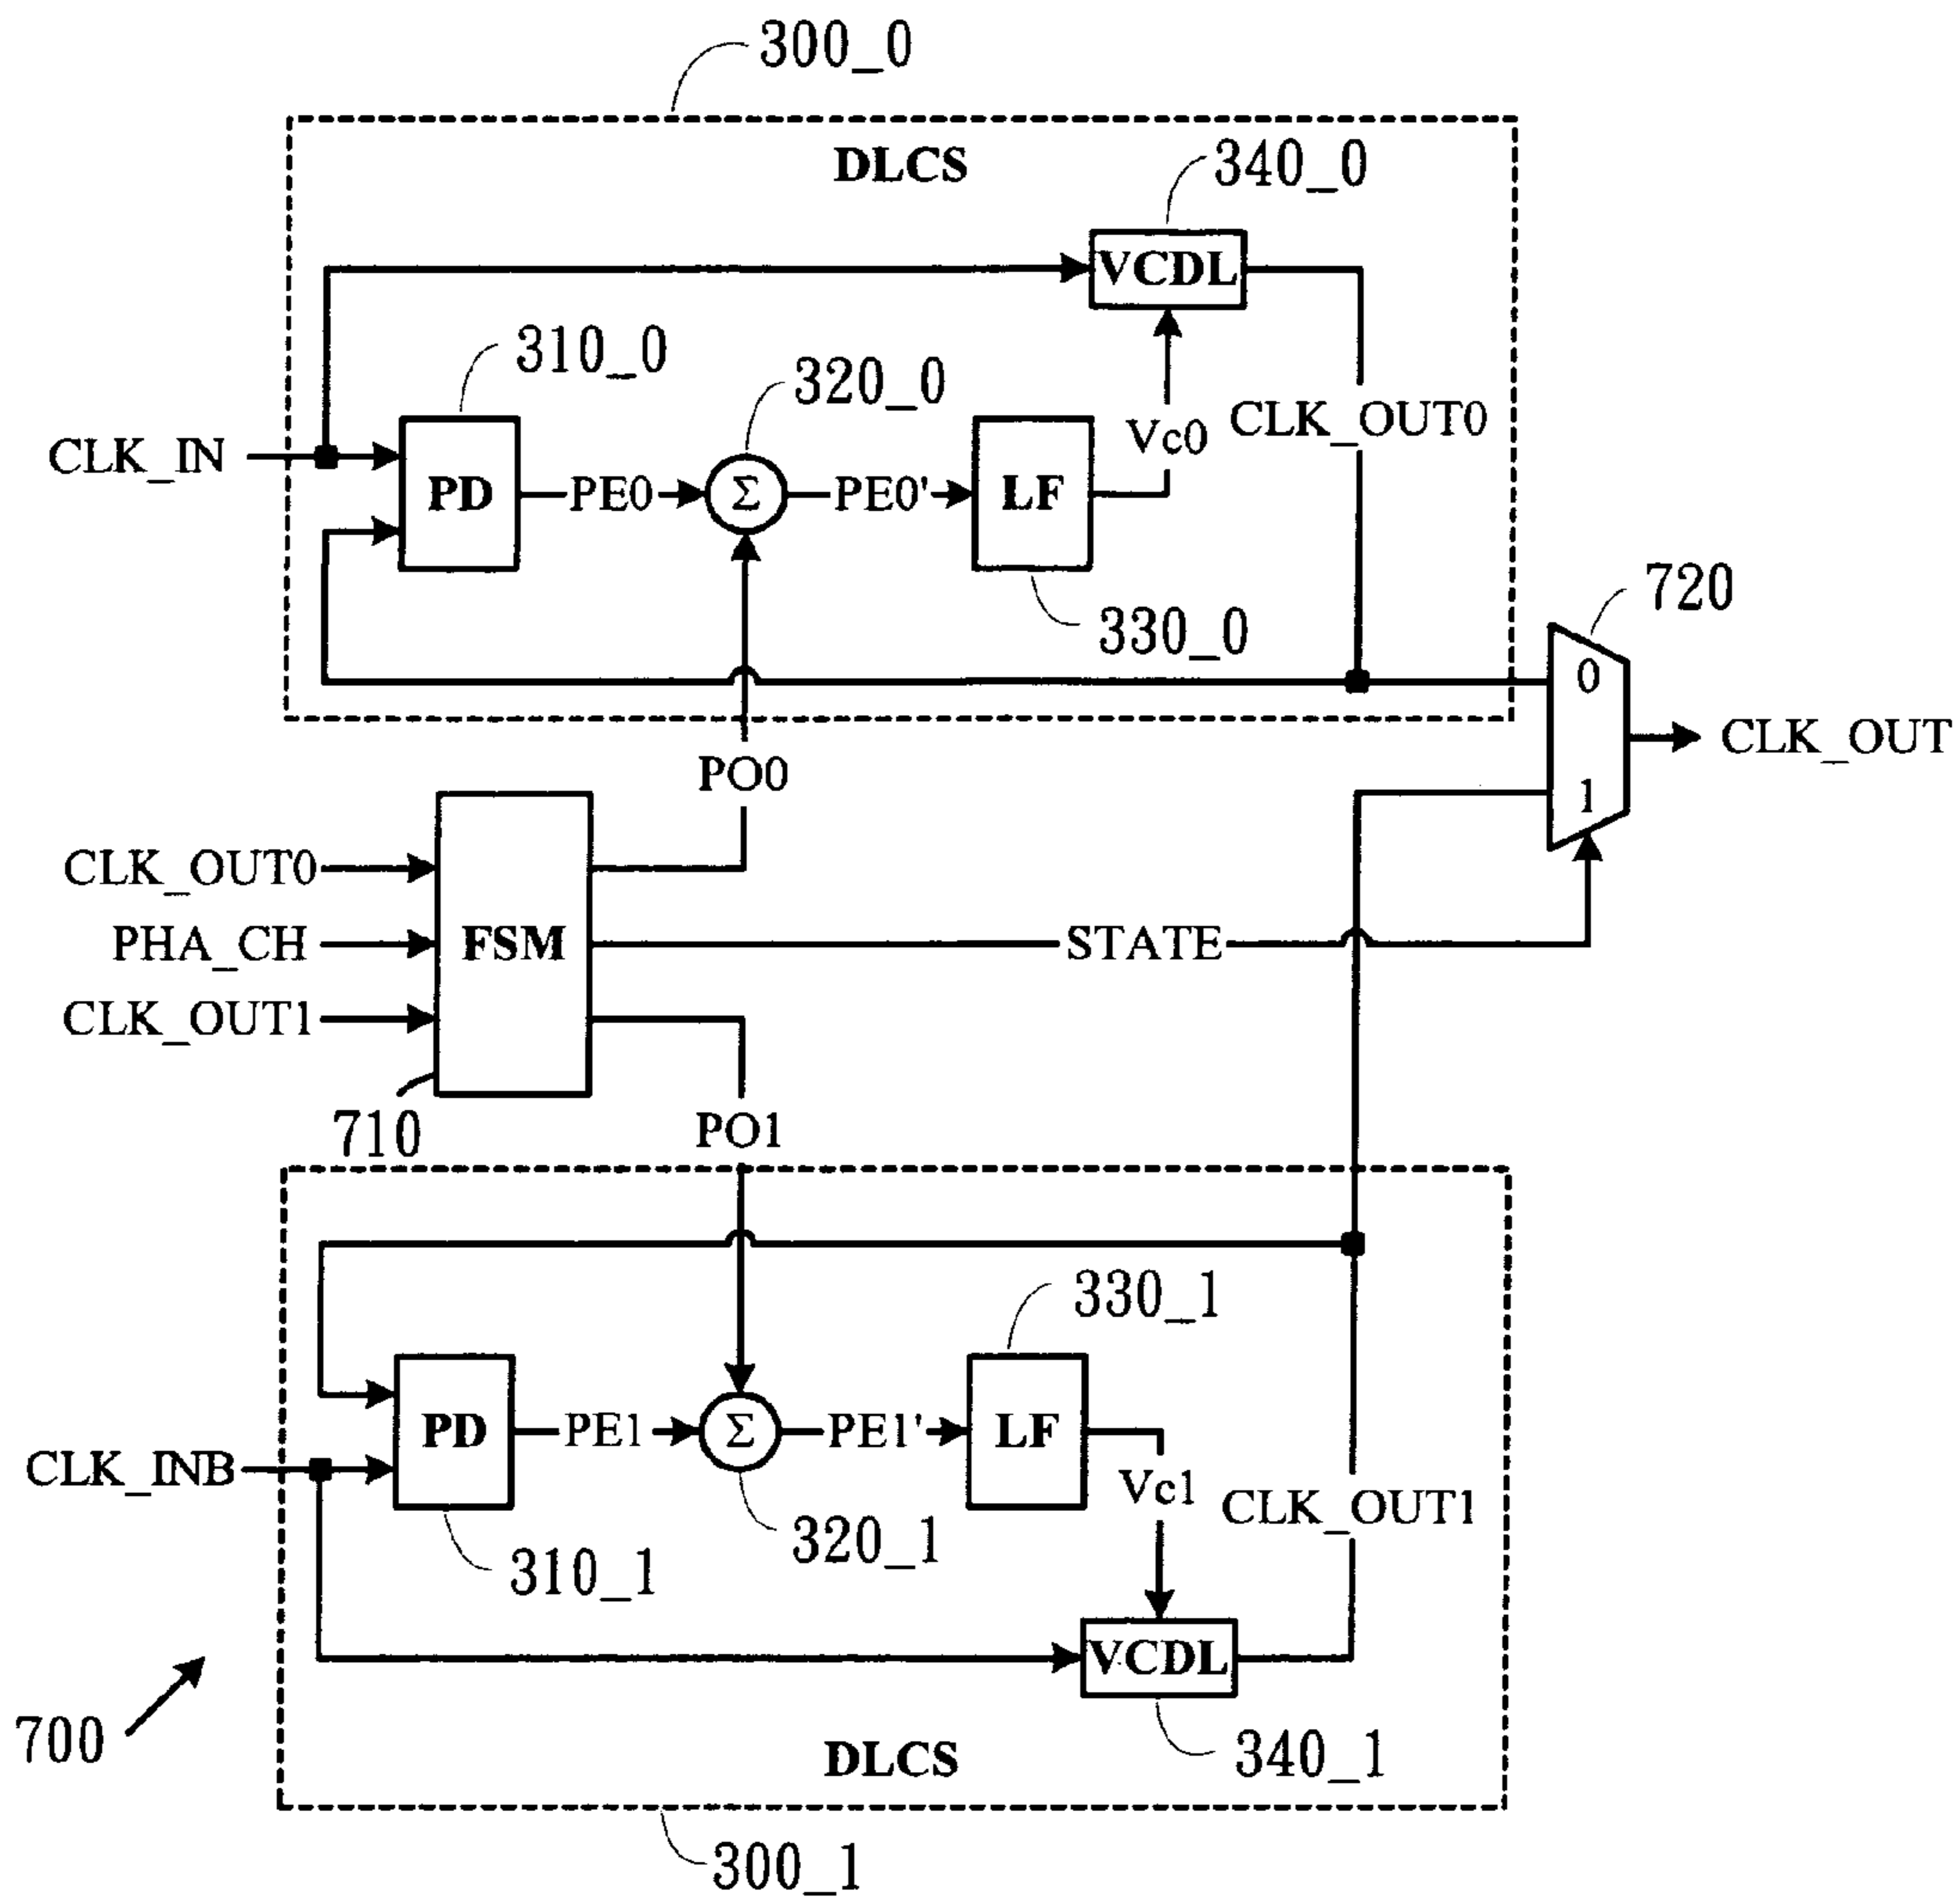 300_0
DLCS
340_0
VCDL
310_0
320_0
Vc0
CLK_OUT0
CLK_IN
PD
PE0
Σ
PE0'
LF
330_0
720
0
CLK_OUT
1
PO0
CLK_OUT0
PHA_CH
FSM
STATE
CLK_OUT1
710
PO1
330_1
PD
PE1
Σ
PE1'
LF
CLK_INB
Vc1
CLK_OUT1
310_1
320_1
VCDL
700
DLCS
340_1
300_1